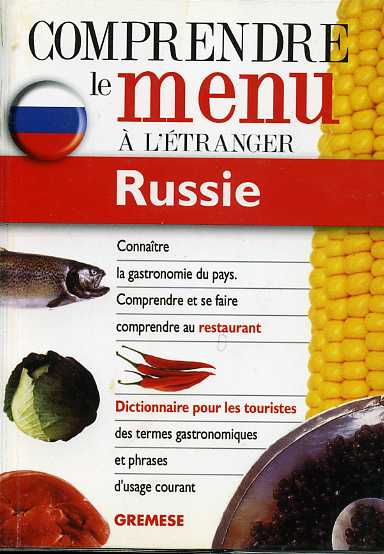 COMPRENDRE
le menu
À L'ÉTRANGER
Russie
Connaître
la gastronomie du pays.
Comprendre et se faire
comprendre au restaurant
Dictionnaire pour les touristes
des termes gastronomiques
et phrases
d'usage courant
GREMESE